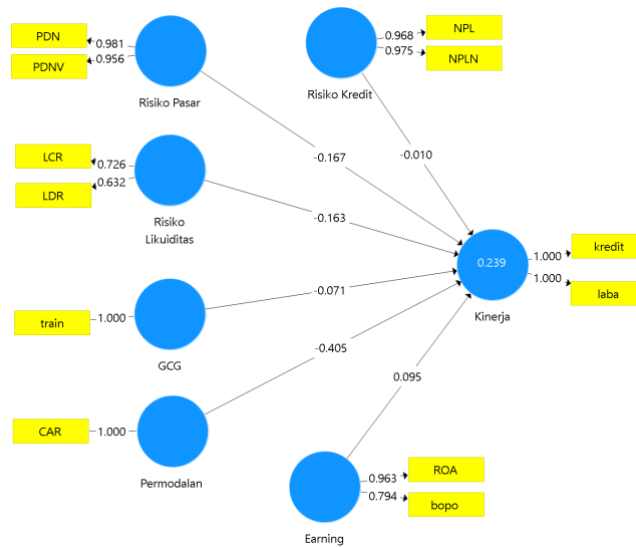 PDN
0.981
PDNV
0.956
Risiko Pasar
NPL
0.968
NPLN
0.975
Risiko Kredit
-0.167
-0.010
LCR
0.726
LDR
0.632
Risiko
Likuiditas
-0.163
0.239
Kinerja
1.000
kredit
1.000
laba
train
1.000
GCG
-0.071
-0.405
CAR
1.000
Permodalan
0.095
0.963
ROA
0.794
bopo
Earning